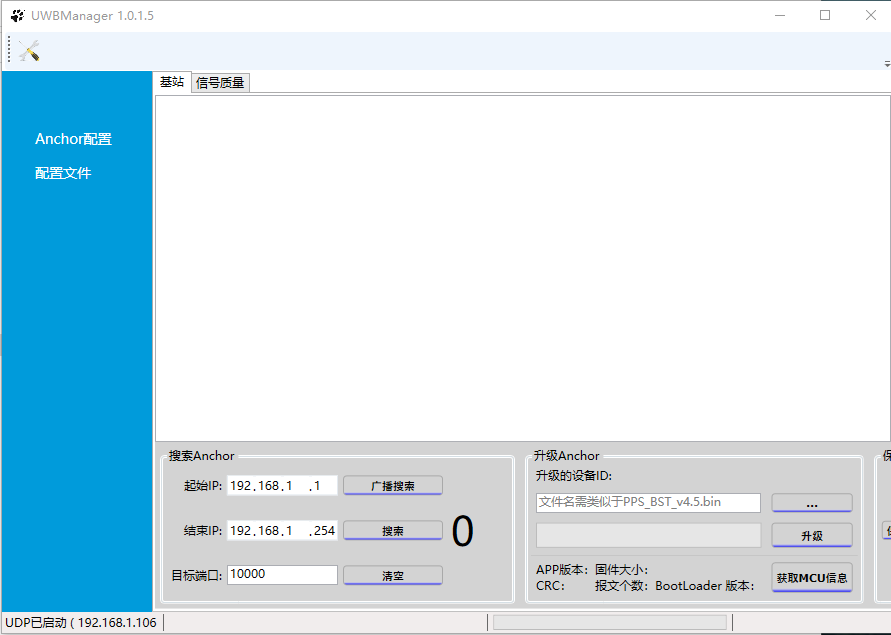 UWBManager 1.0.1.5
基站 信号质量
Anchor配置
配置文件
搜索Anchor
起始IP: 192.168.1 .1 广播搜索
结束IP: 192.168.1 .254 搜索 0
目标端口: 10000 清空
升级Anchor
升级的设备ID:
文件名需类似于PPS_BST_v4.5.bin ...
升级
APP版本: 固件大小:
CRC: 报文个数: BootLoader 版本:
获取MCU信息
UDP已启动 ( 192.168.1.106